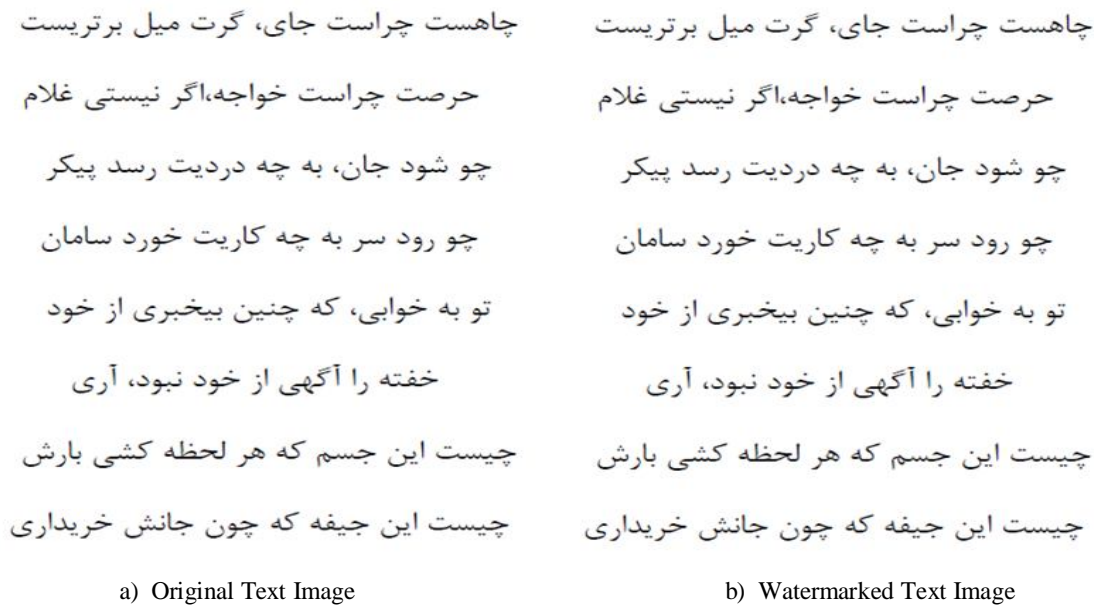 چاهست چراست جای، گرت میل برتریست
حرصت چراست خواجه،اگر نیستی غلام
چو شود جان، به چه دردیت رسد پیکر
چو رود سر به چه کاریت خورد سامان
تو به خوابی، که چنین بیخبری از خود
خفته را آگهی از خود نبود، آری
چیست این جسم که هر لحظه کشی بارش
چیست این جیفه که چون جانش خریداری
a) Original Text Image
چاهست چراست جای، گرت میل برتریست
حرصت چراست خواجه،اگر نیستی غلام
چو شود جان، به چه دردیت رسد پیکر
چو رود سر به چه کاریت خورد سامان
تو به خوابی، که چنین بیخبری از خود
خفته را آگهی از خود نبود، آری
چیست این جسم که هر لحظه کشی بارش
چیست این جیفه که چون جانش خریداری
b) Watermarked Text Image